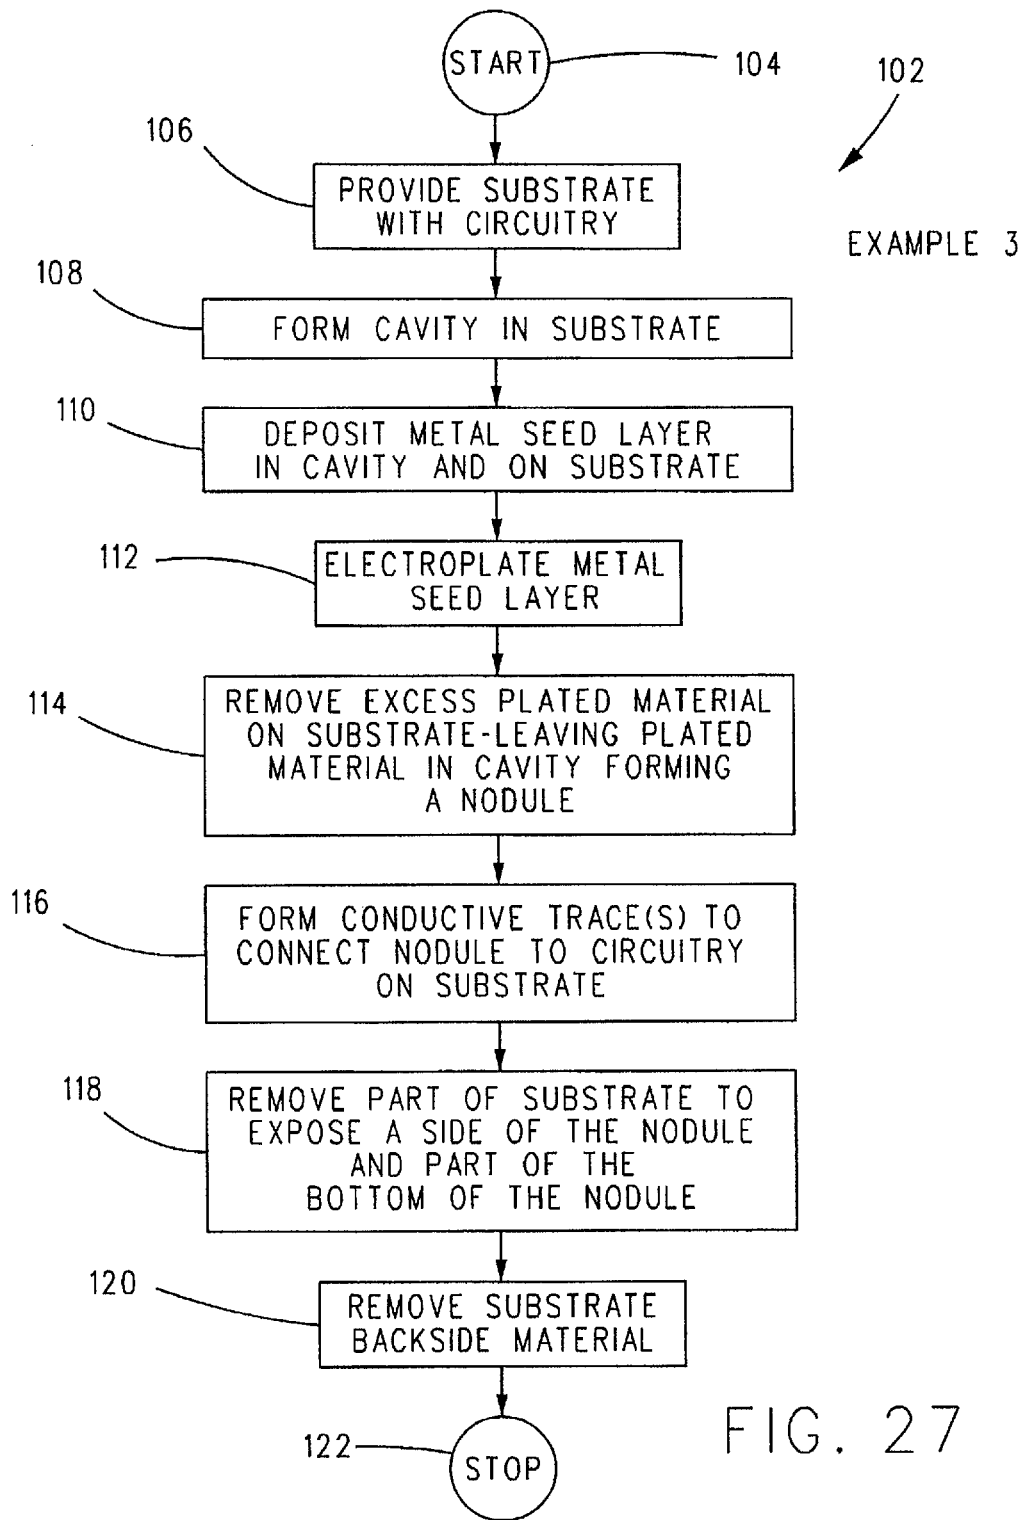 START
104
102
106
PROVIDE SUBSTRATE
WITH CIRCUITRY
EXAMPLE 3
108
FORM CAVITY IN SUBSTRATE
110
DEPOSIT METAL SEED LAYER
IN CAVITY AND ON SUBSTRATE
112
ELECTROPLATE METAL
SEED LAYER
114
REMOVE EXCESS PLATED MATERIAL
ON SUBSTRATE-LEAVING PLATED
MATERIAL IN CAVITY FORMING
A NODULE
116
FORM CONDUCTIVE TRACE(S) TO
CONNECT NODULE TO CIRCUITRY
ON SUBSTRATE
118
REMOVE PART OF SUBSTRATE TO
EXPOSE A SIDE OF THE NODULE
AND PART OF THE
BOTTOM OF THE NODULE
120
REMOVE SUBSTRATE
BACKSIDE MATERIAL
122
STOP
FIG. 27